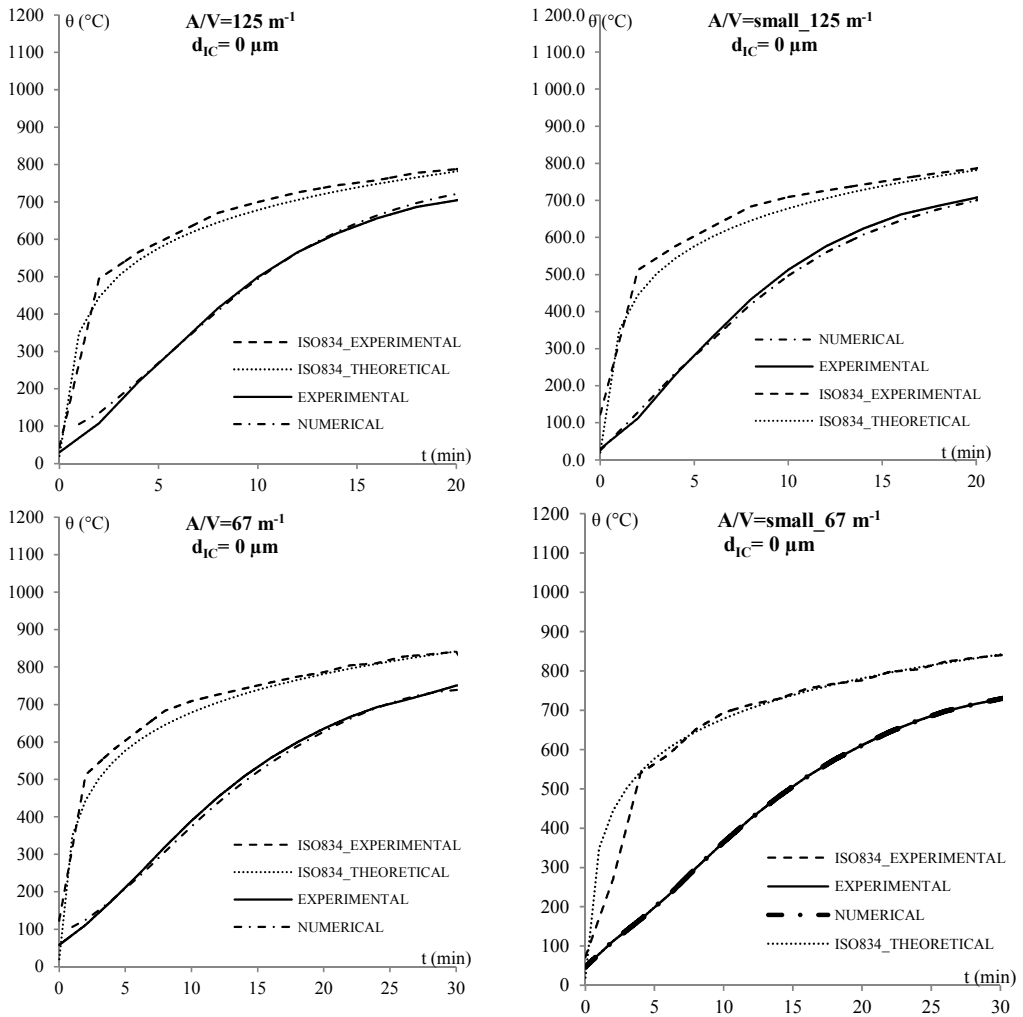 θ (°C)
A/V=125 m-1
dIC= 0 µm
1200
1100
1000
900
800
700
600
500
400
300
200
100
0
ISO834_EXPERIMENTAL
ISO834_THEORETICAL
EXPERIMENTAL
NUMERICAL
t (min)
0 5 10 15 20
θ (°C)
A/V=small_125 m-1
dIC= 0 µm
1 200.0
1 100.0
1 000.0
900.0
800.0
700.0
600.0
500.0
400.0
300.0
200.0
100.0
0.0
NUMERICAL
EXPERIMENTAL
ISO834_EXPERIMENTAL
ISO834_THEORETICAL
t (min)
0 5 10 15 20
θ (°C)
A/V=67 m-1
dIC= 0 µm
1200
1100
1000
900
800
700
600
500
400
300
200
100
0
ISO834_EXPERIMENTAL
ISO834_THEORETICAL
EXPERIMENTAL
NUMERICAL
t (min)
0 5 10 15 20 25 30
θ (°C)
A/V=small_67 m-1
dIC= 0 µm
1200
1100
1000
900
800
700
600
500
400
300
200
100
0
ISO834_EXPERIMENTAL
EXPERIMENTAL
NUMERICAL
ISO834_THEORETICAL
t (min)
0 5 10 15 20 25 30